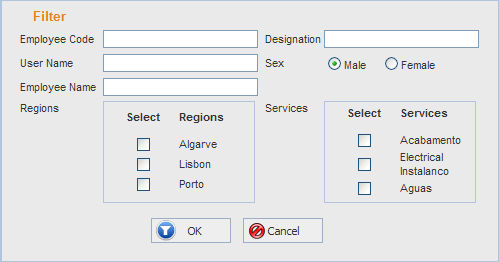 Filter
Employee Code Designation
User Name Sex Male Female
Employee Name
Regions Services
Select Regions
Algarve
Lisbon
Porto
Select Services
Acabamento
Electrical
Instalanco
Aguas
OK Cancel